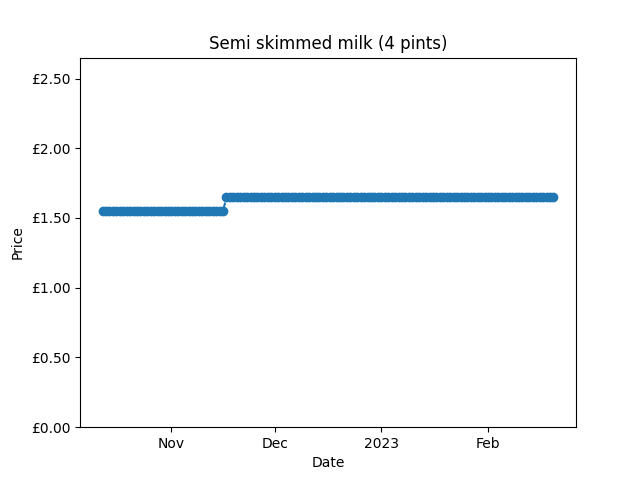 Semi skimmed milk (4 pints)
£2.50
£2.00
£1.50
£1.00
£0.50
£0.00
Price
Nov Dec 2023 Feb
Date